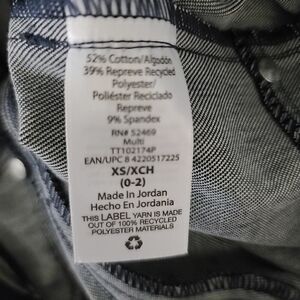 52% Cotton/Algodón
39% Repreve Recycled
Polyester/
Poliéster Reciclado
Repreve
9% Spandex
RN# 52469
Multi
TT102174P
EAN/UPC 8 4220517225
XS/XCH
(0-2)
Made In Jordan
Hecho En Jordania
THIS LABEL YARN IS MADE
OUT OF 100% RECYCLED
POLYESTER MATERIALS